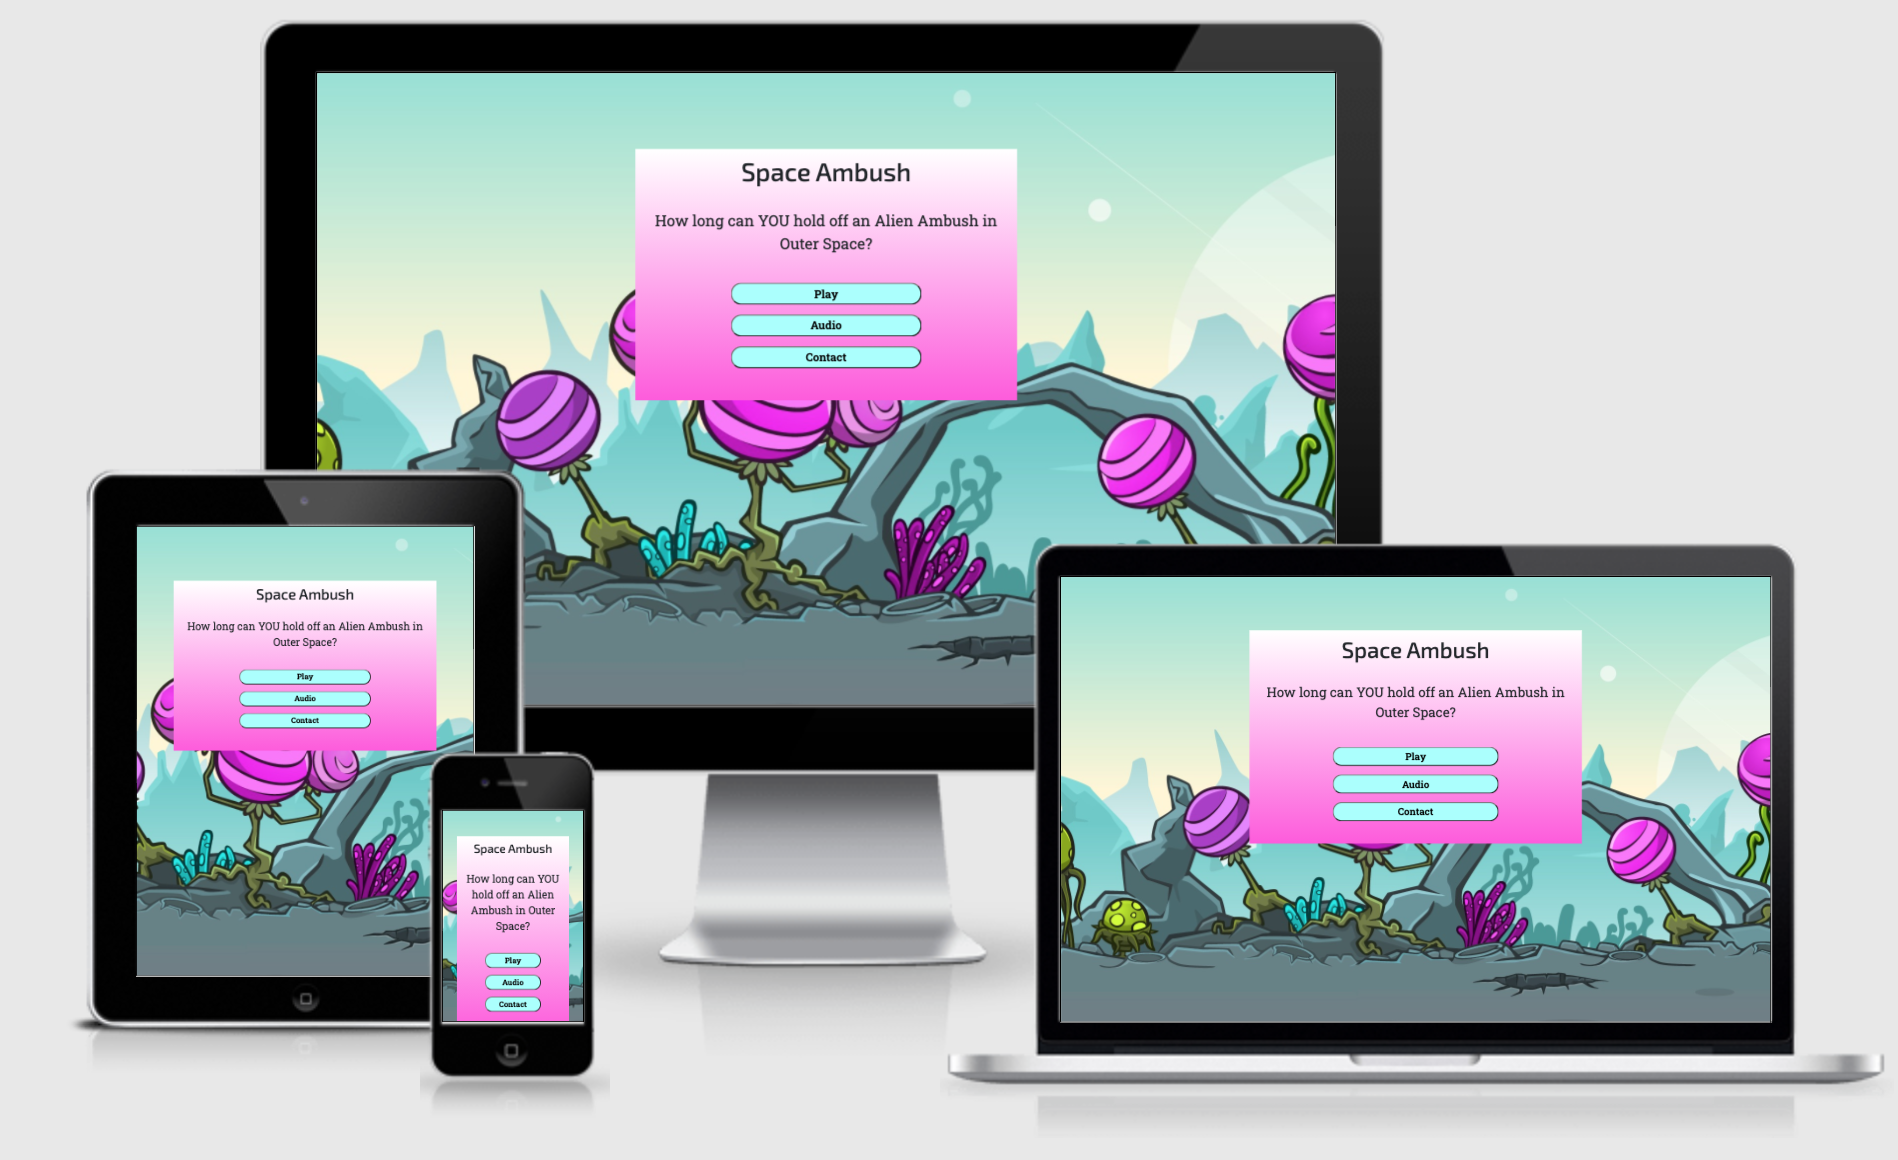 Space Ambush
How long can YOU hold off an Alien Ambush in
Outer Space?
Play
Audio
Contact
Space Ambush
How long can YOU hold off an Alien Ambush in
Outer Space?
Play
Audio
Contact
Space Ambush
How long can YOU
hold off an Alien
Ambush in Outer
Space?
Play
Audio
Contact
Space Ambush
How long can YOU hold off an Alien Ambush in
Outer Space?
Play
Audio
Contact